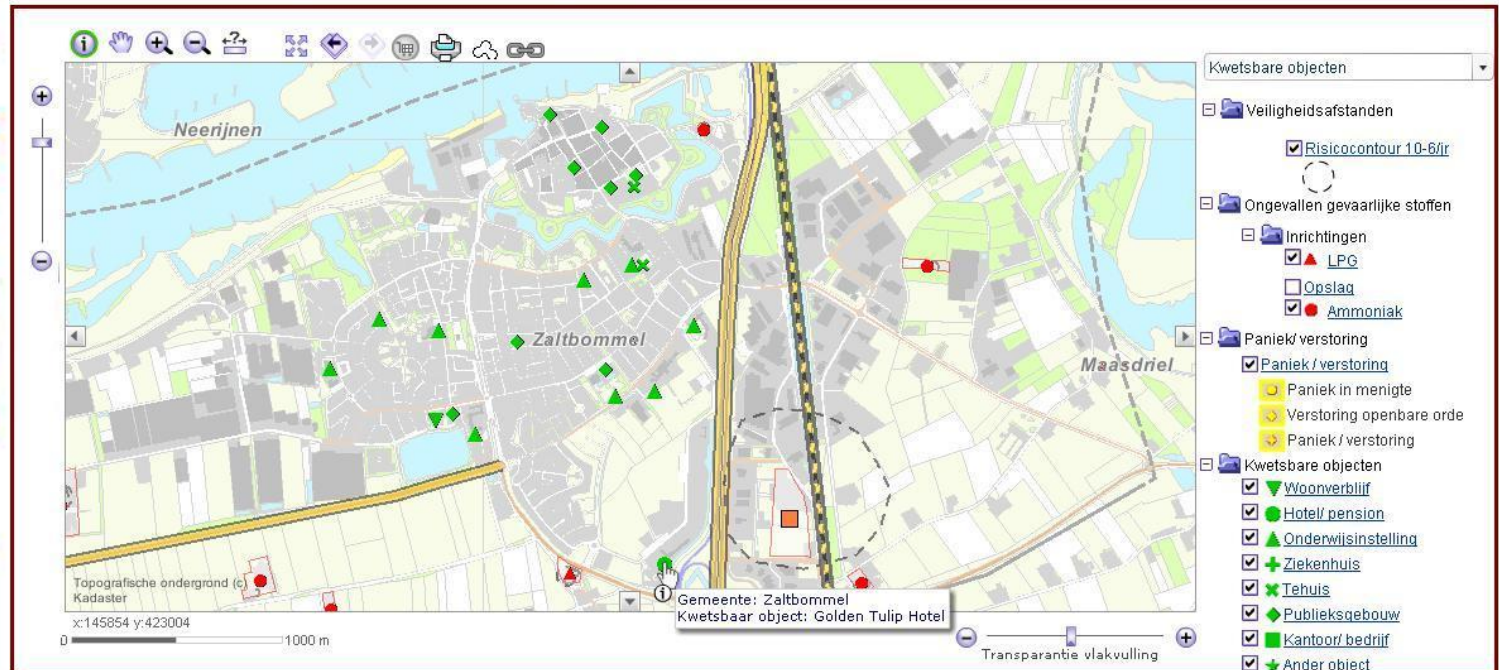 Kwetsbare objecten
Veiligheidsafstanden
Risicocontour 10-6/jr
Ongevallen gevaarlijke stoffen
Inrichtingen
LPG
Opslag
Ammoniak
Paniek/ verstoring
Paniek / verstoring
Paniek in menigte
Verstoring openbare orde
Paniek / verstoring
Kwetsbare objecten
Woonverblijf
Hotel/ pension
Onderwijsinstelling
Ziekenhuis
Tehuis
Publieksgebouw
Kantoor/ bedrijf
Ander object
Neerijnen
Zaltbommel
Maasdriel
Topografische ondergrond (c)
Kadaster
Gemeente: Zaltbommel
Kwetsbaar object: Golden Tulip Hotel
x:145854 y:423004
0 1000 m
Transparantie vlakvulling